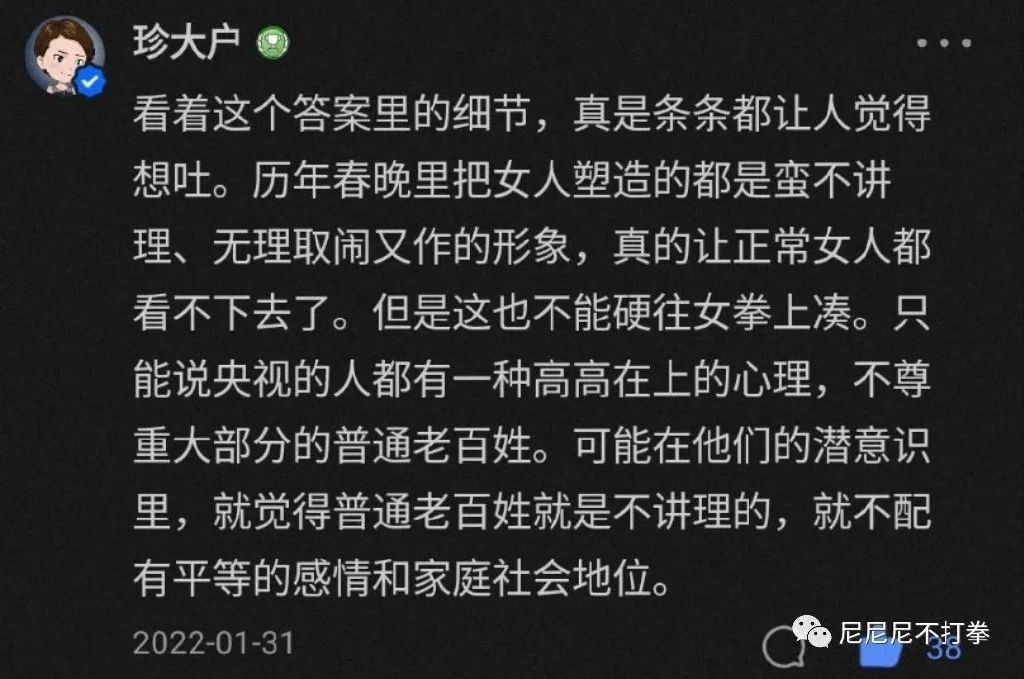 珍大户
看着这个答案里的细节，真是条条都让人觉得
想吐。历年春晚里把女人塑造的都是蛮不讲
理、无理取闹又作的形象，真的让正常女人都
看不下去了。但是这也不能硬往女拳上凑。只
能说央视的人都有一种高高在上的心理，不尊
重大部分的普通老百姓。可能在他们的潜意识
里，就觉得普通老百姓就是不讲理的，就不配
有平等的感情和家庭社会地位。
2022-01-31
38
尼尼尼不打拳